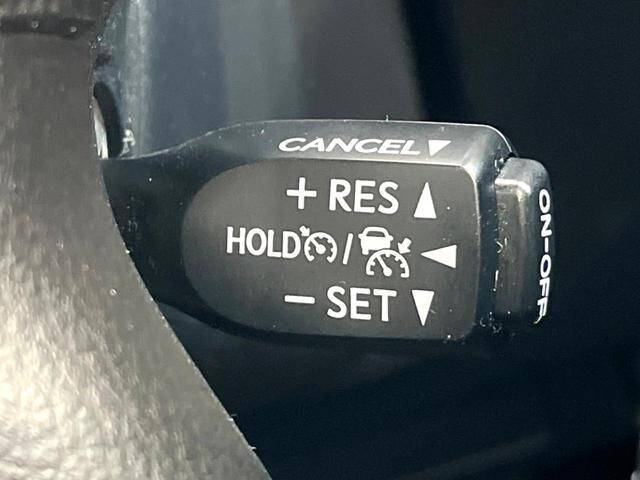 CANCEL▼
+ RES ▲
HOLD / ◀
− SET ▼
ON–OFF